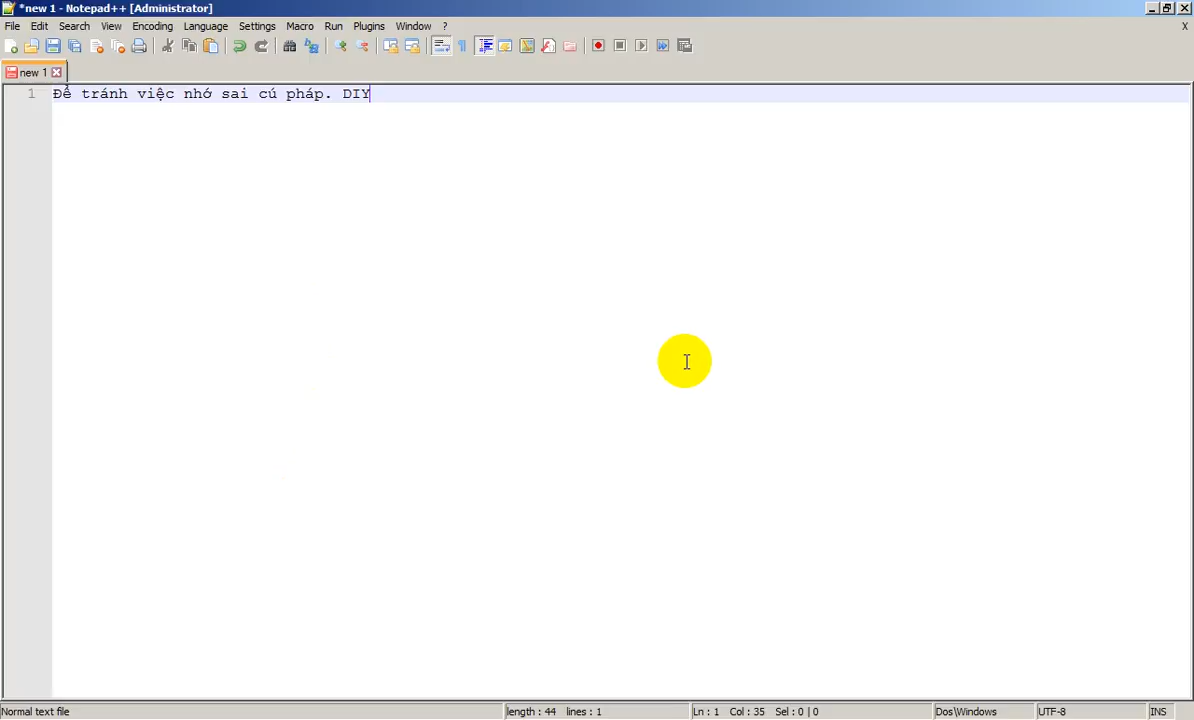 *new 1 - Notepad++ [Administrator]
File Edit Search View Encoding Language Settings Macro Run Plugins Window ? X
new 1
1 Để tránh việc nhớ sai cú pháp. DIY
Normal text file length : 44 lines : 1 Ln : 1 Col : 35 Sel : 0 | 0 Dos\Windows UTF-8 INS